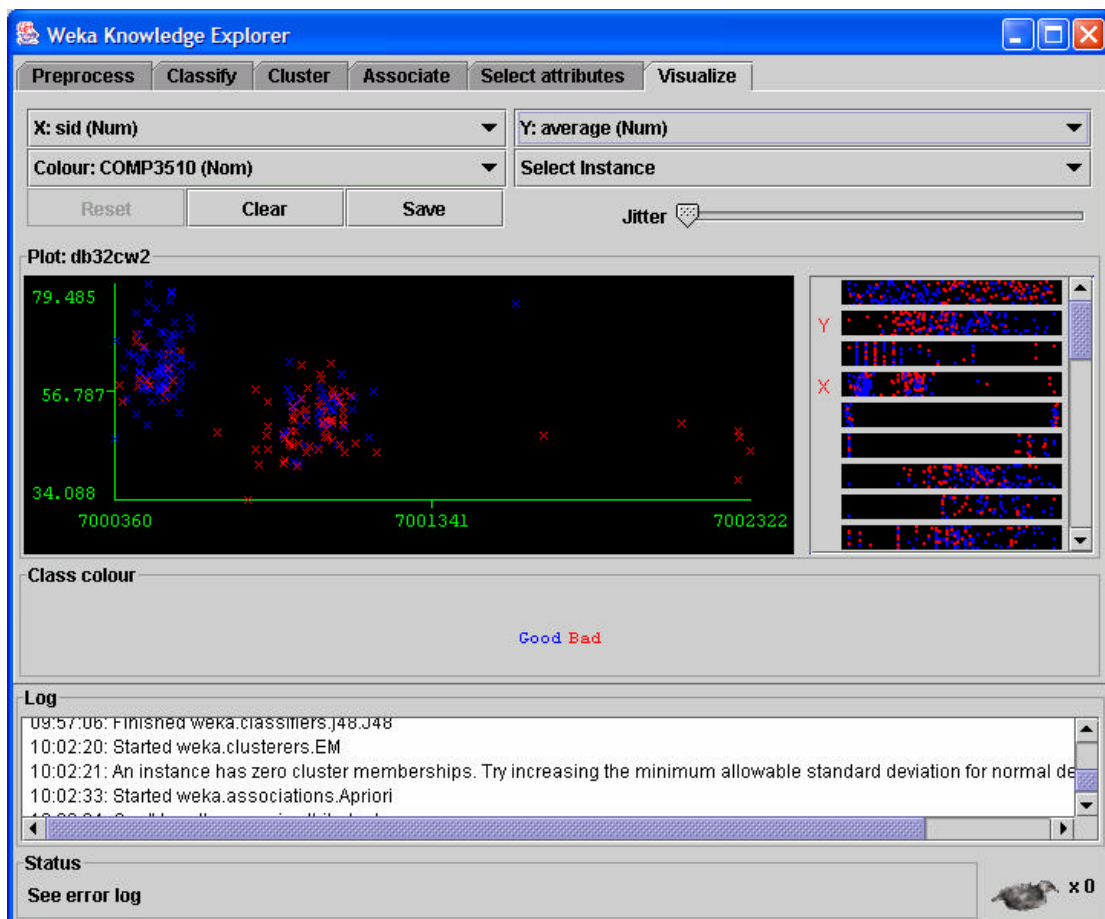 Weka Knowledge Explorer
Preprocess Classify Cluster Associate Select attributes Visualize
X: sid (Num) Y: average (Num)
Colour: COMP3510 (Nom) Select Instance
Reset Clear Save Jitter
Plot: db32cw2
79.485
Y
56.787
X
34.088
7000360 7001341 7002322
Class colour
Good Bad
Log
09:57:06: Finished weka.classifiers.j48.J48
10:02:20: Started weka.clusterers.EM
10:02:21: An instance has zero cluster memberships. Try increasing the minimum allowable standard deviation for normal de
10:02:33: Started weka.associations.Apriori
Status
See error log
x 0